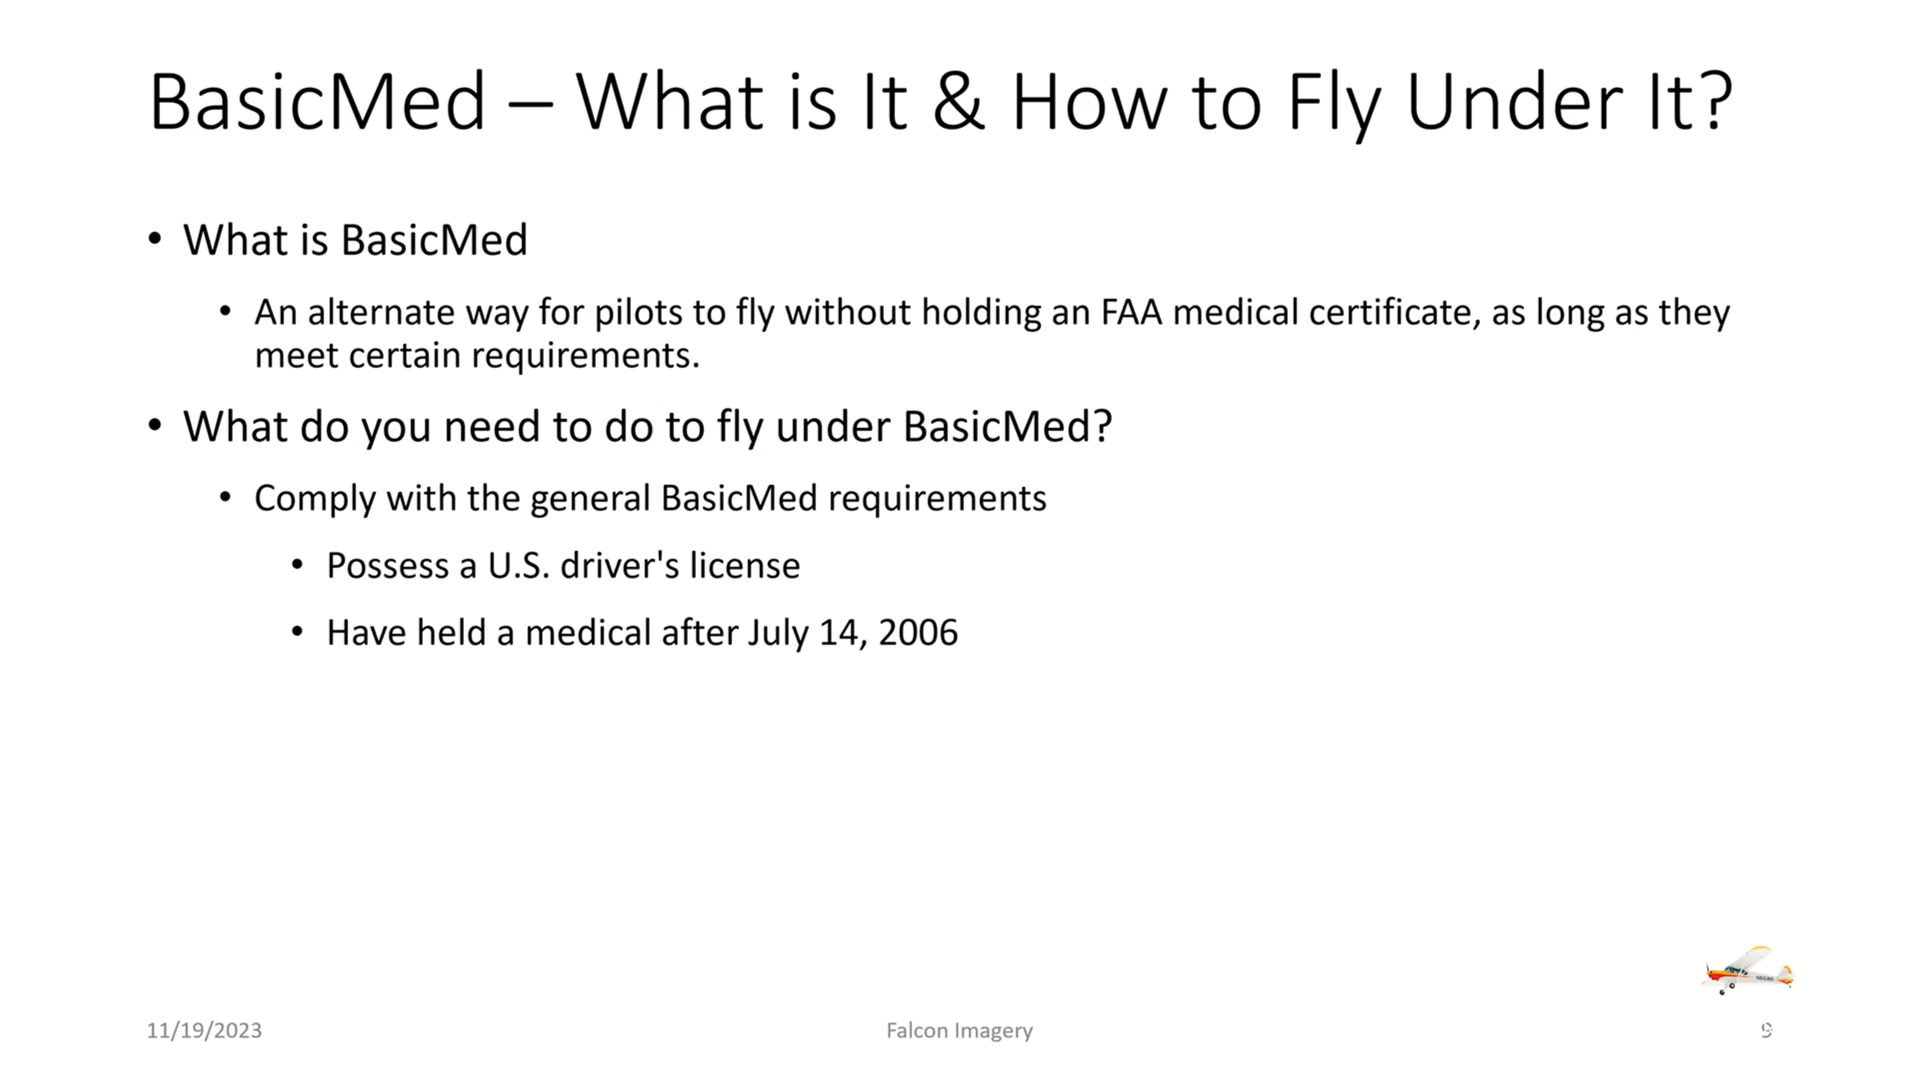 BasicMed – What is It & How to Fly Under It?
• What is BasicMed
• An alternate way for pilots to fly without holding an FAA medical certificate, as long as they
meet certain requirements.
• What do you need to do to fly under BasicMed?
• Comply with the general BasicMed requirements
• Possess a U.S. driver's license
• Have held a medical after July 14, 2006
11/19/2023
Falcon Imagery
9